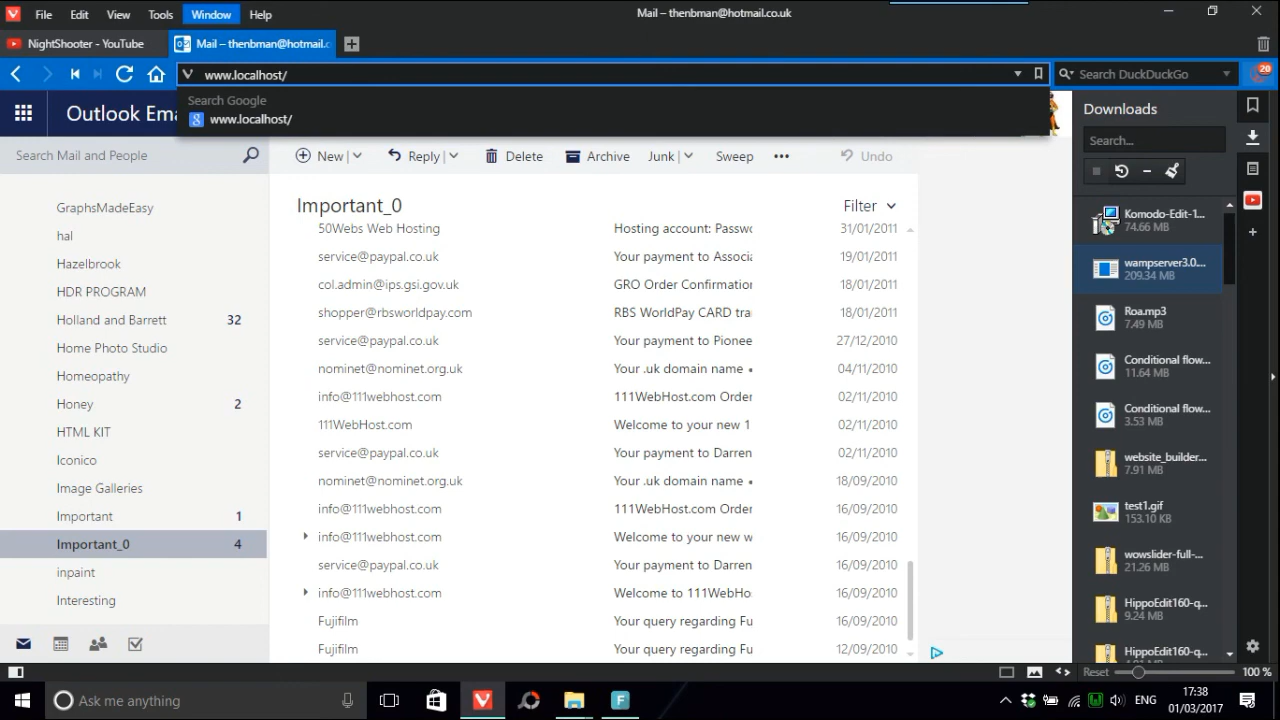 File Edit View Tools Window Help
Mail – thenbman@hotmail.co.uk
NightShooter - YouTube
Mail – thenbman@hotmail.c
www.localhost/
Search DuckDuckGo
20
Search Google
www.localhost/
Outlook Ema
Search Mail and People
New
Reply
Delete
Archive
Junk
Sweep
Undo
GraphsMadeEasy
hal
Hazelbrook
HDR PROGRAM
Holland and Barrett 32
Home Photo Studio
Homeopathy
Honey 2
HTML KIT
Iconico
Image Galleries
Important 1
Important_0 4
inpaint
Interesting
Important_0
Filter
50Webs Web Hosting Hosting account: Passwc 31/01/2011
service@paypal.co.uk Your payment to Associa 19/01/2011
col.admin@ips.gsi.gov.uk GRO Order Confirmation 18/01/2011
shopper@rbsworldpay.com RBS WorldPay CARD tra 18/01/2011
service@paypal.co.uk Your payment to Pionee 27/12/2010
nominet@nominet.org.uk Your .uk domain name 04/11/2010
info@111webhost.com 111WebHost.com Order 02/11/2010
111WebHost.com Welcome to your new 1 02/11/2010
service@paypal.co.uk Your payment to Darren 02/11/2010
nominet@nominet.org.uk Your .uk domain name 18/09/2010
info@111webhost.com 111WebHost.com Order 16/09/2010
info@111webhost.com Welcome to your new w 16/09/2010
service@paypal.co.uk Your payment to Darren 16/09/2010
info@111webhost.com Welcome to 111WebHo 16/09/2010
Fujifilm Your query regarding Fu 16/09/2010
Fujifilm Your query regarding Fu 12/09/2010
Downloads
Search...
Komodo-Edit-1...
74.66 MB
wampserver3.0....
209.34 MB
Roa.mp3
7.49 MB
Conditional flow...
11.64 MB
Conditional flow...
3.53 MB
website_builder...
7.91 MB
test1.gif
153.10 KB
wowslider-full-...
21.26 MB
HippoEdit160-q...
9.24 MB
HippoEdit160-q...
Reset 100 %
Ask me anything
ENG
17:38
01/03/2017